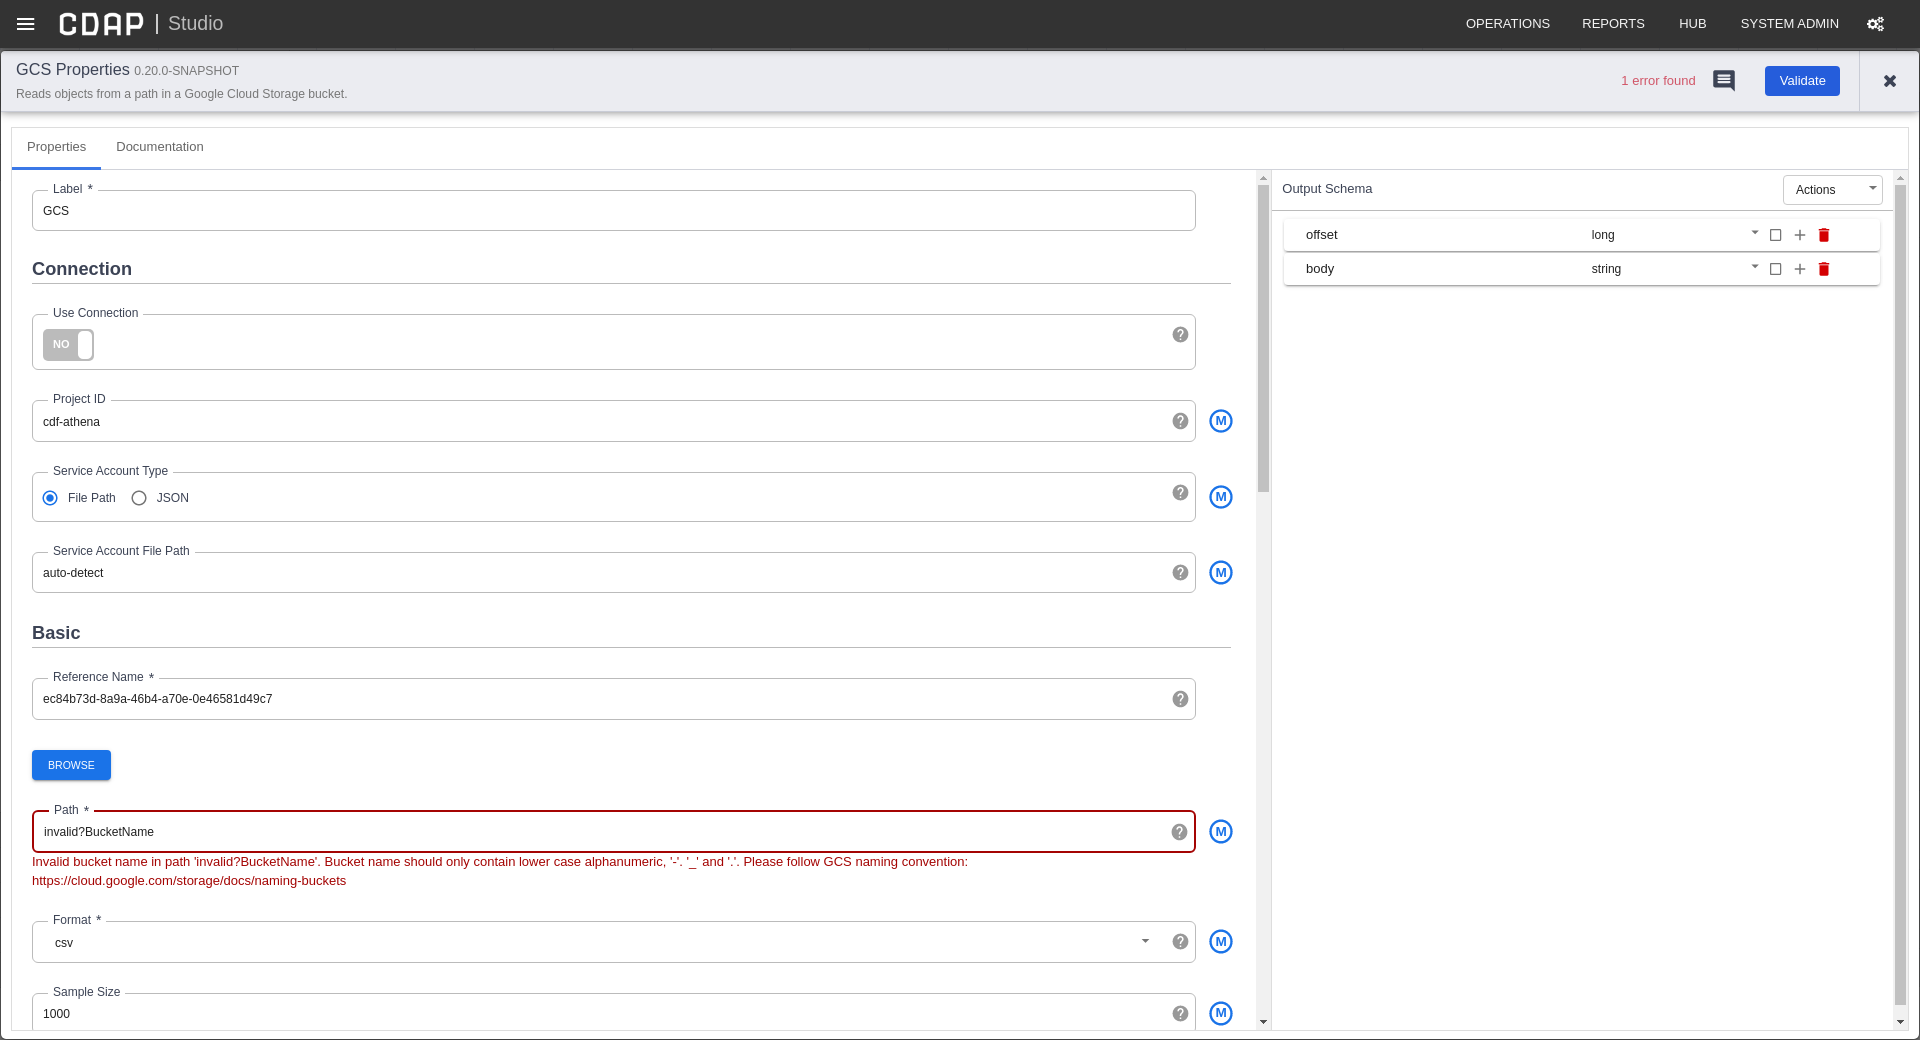 CDAP | Studio
OPERATIONS REPORTS HUB SYSTEM ADMIN
GCS Properties 0.20.0-SNAPSHOT
Reads objects from a path in a Google Cloud Storage bucket.
1 error found
Validate
Properties Documentation
Label *
GCS
Connection
Use Connection
NO
Project ID
cdf-athena
M
Service Account Type
File Path JSON
M
Service Account File Path
auto-detect
M
Basic
Reference Name *
ec84b73d-8a9a-46b4-a70e-0e46581d49c7
BROWSE
Path *
invalid?BucketName
M
Invalid bucket name in path 'invalid?BucketName'. Bucket name should only contain lower case alphanumeric, '-'. '_' and '.'. Please follow GCS naming convention:
https://cloud.google.com/storage/docs/naming-buckets
Format *
csv
M
Sample Size
1000
M
Output Schema
Actions
offset long
body string